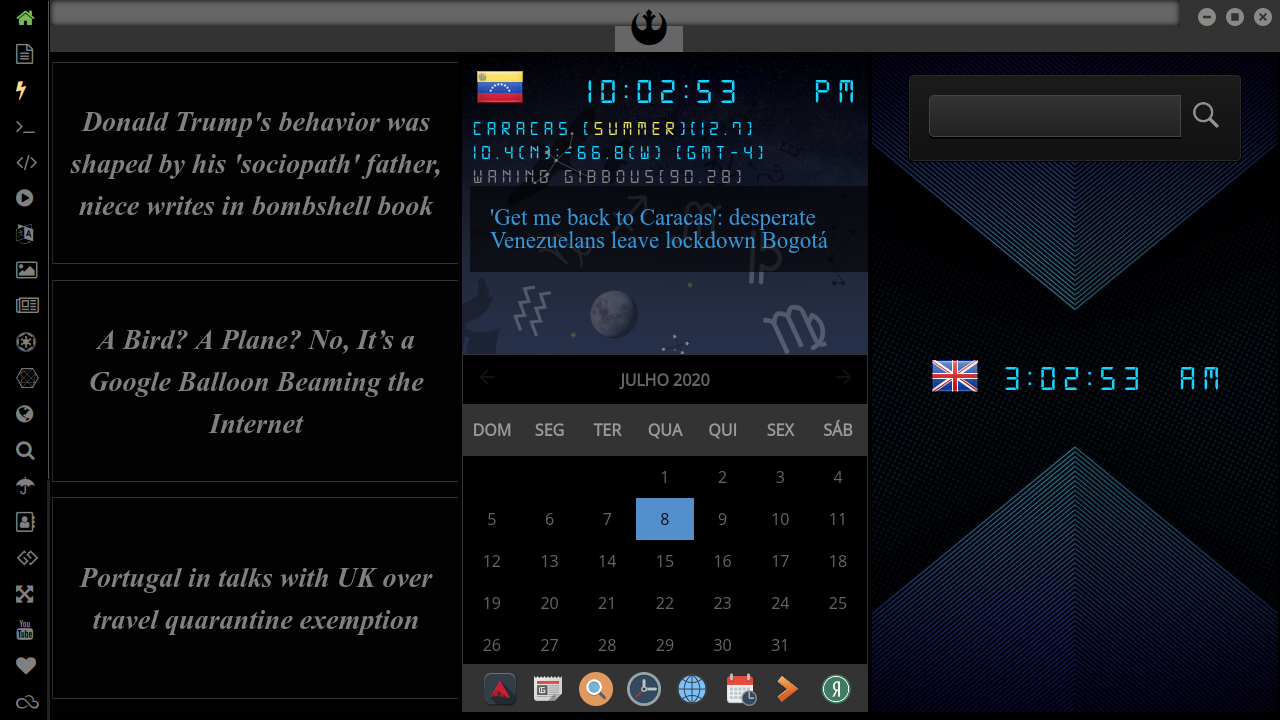 Donald Trump's behavior was
shaped by his 'sociopath' father,
niece writes in bombshell book
A Bird? A Plane? No, It’s a
Google Balloon Beaming the
Internet
Portugal in talks with UK over
travel quarantine exemption
10:02:53 PM
CARACAS (SUMMER)(12.7)
10.4(N):-66.8(W) (GMT-4)
WANING GIBBOUS(90.28)
'Get me back to Caracas': desperate
Venezuelans leave lockdown Bogotá
JULHO 2020
DOM SEG TER QUA QUI SEX SÁB
1 2 3 4
5 6 7 8 9 10 11
12 13 14 15 16 17 18
19 20 21 22 23 24 25
26 27 28 29 30 31
3:02:53 AM
You
Tube